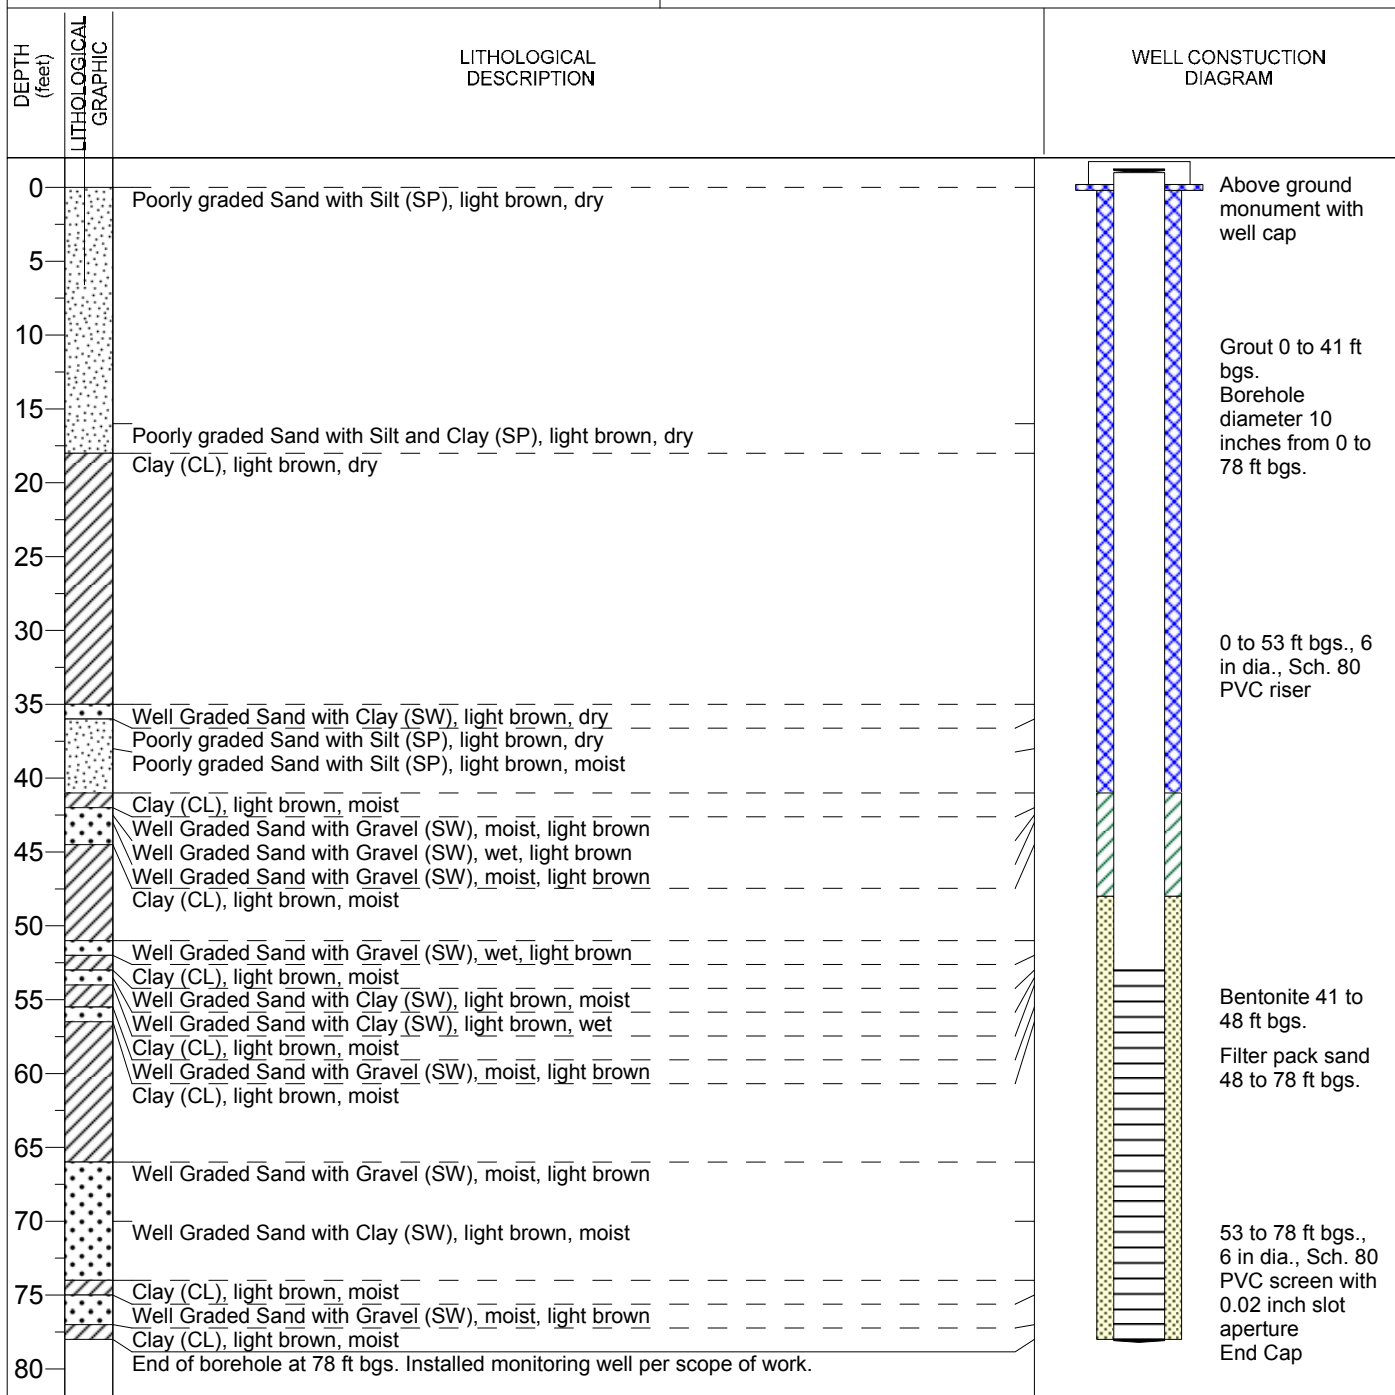 DEPTH
(feet)
LITHOLOGICAL
GRAPHIC
LITHOLOGICAL
DESCRIPTION
WELL CONSTUCTION
DIAGRAM
0
5
10
15
20
25
30
35
40
45
50
55
60
65
70
75
80
Poorly graded Sand with Silt (SP), light brown, dry
Poorly graded Sand with Silt and Clay (SP), light brown, dry
Clay (CL), light brown, dry
Well Graded Sand with Clay (SW), light brown, dry
Poorly graded Sand with Silt (SP), light brown, dry
Poorly graded Sand with Silt (SP), light brown, moist
Clay (CL), light brown, moist
Well Graded Sand with Gravel (SW), moist, light brown
Well Graded Sand with Gravel (SW), wet, light brown
Well Graded Sand with Gravel (SW), moist, light brown
Clay (CL), light brown, moist
Well Graded Sand with Gravel (SW), wet, light brown
Clay (CL), light brown, moist
Well Graded Sand with Clay (SW), light brown, moist
Well Graded Sand with Clay (SW), light brown, wet
Clay (CL), light brown, moist
Well Graded Sand with Gravel (SW), moist, light brown
Clay (CL), light brown, moist
Well Graded Sand with Gravel (SW), moist, light brown
Well Graded Sand with Clay (SW), light brown, moist
Clay (CL), light brown, moist
Well Graded Sand with Gravel (SW), moist, light brown
Clay (CL), light brown, moist
End of borehole at 78 ft bgs. Installed monitoring well per scope of work.
Above ground
monument with
well cap
Grout 0 to 41 ft
bgs.
Borehole
diameter 10
inches from 0 to
78 ft bgs.
0 to 53 ft bgs., 6
in dia., Sch. 80
PVC riser
Bentonite 41 to
48 ft bgs.
Filter pack sand
48 to 78 ft bgs.
53 to 78 ft bgs.,
6 in dia., Sch. 80
PVC screen with
0.02 inch slot
aperture
End Cap